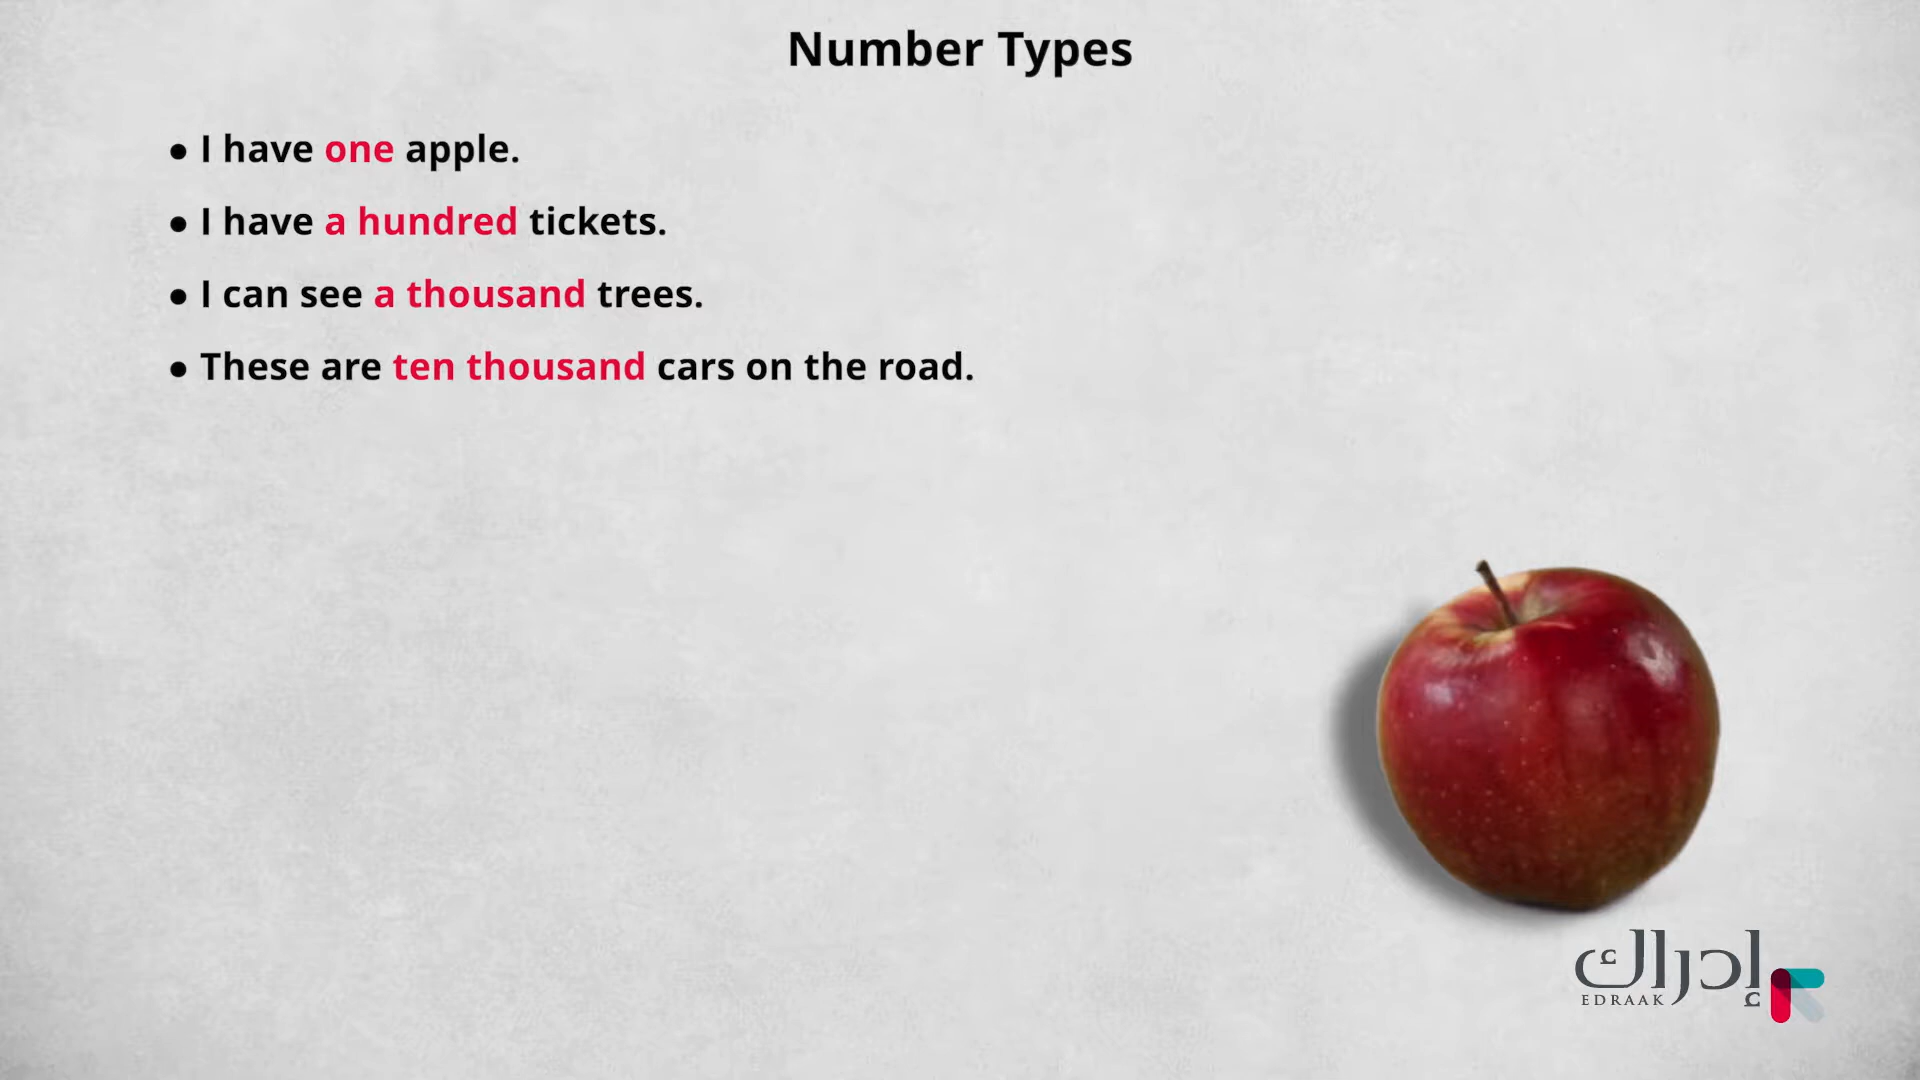 Number Types
• I have one apple.
• I have a hundred tickets.
• I can see a thousand trees.
• These are ten thousand cars on the road.
إدراك
EDRAAK